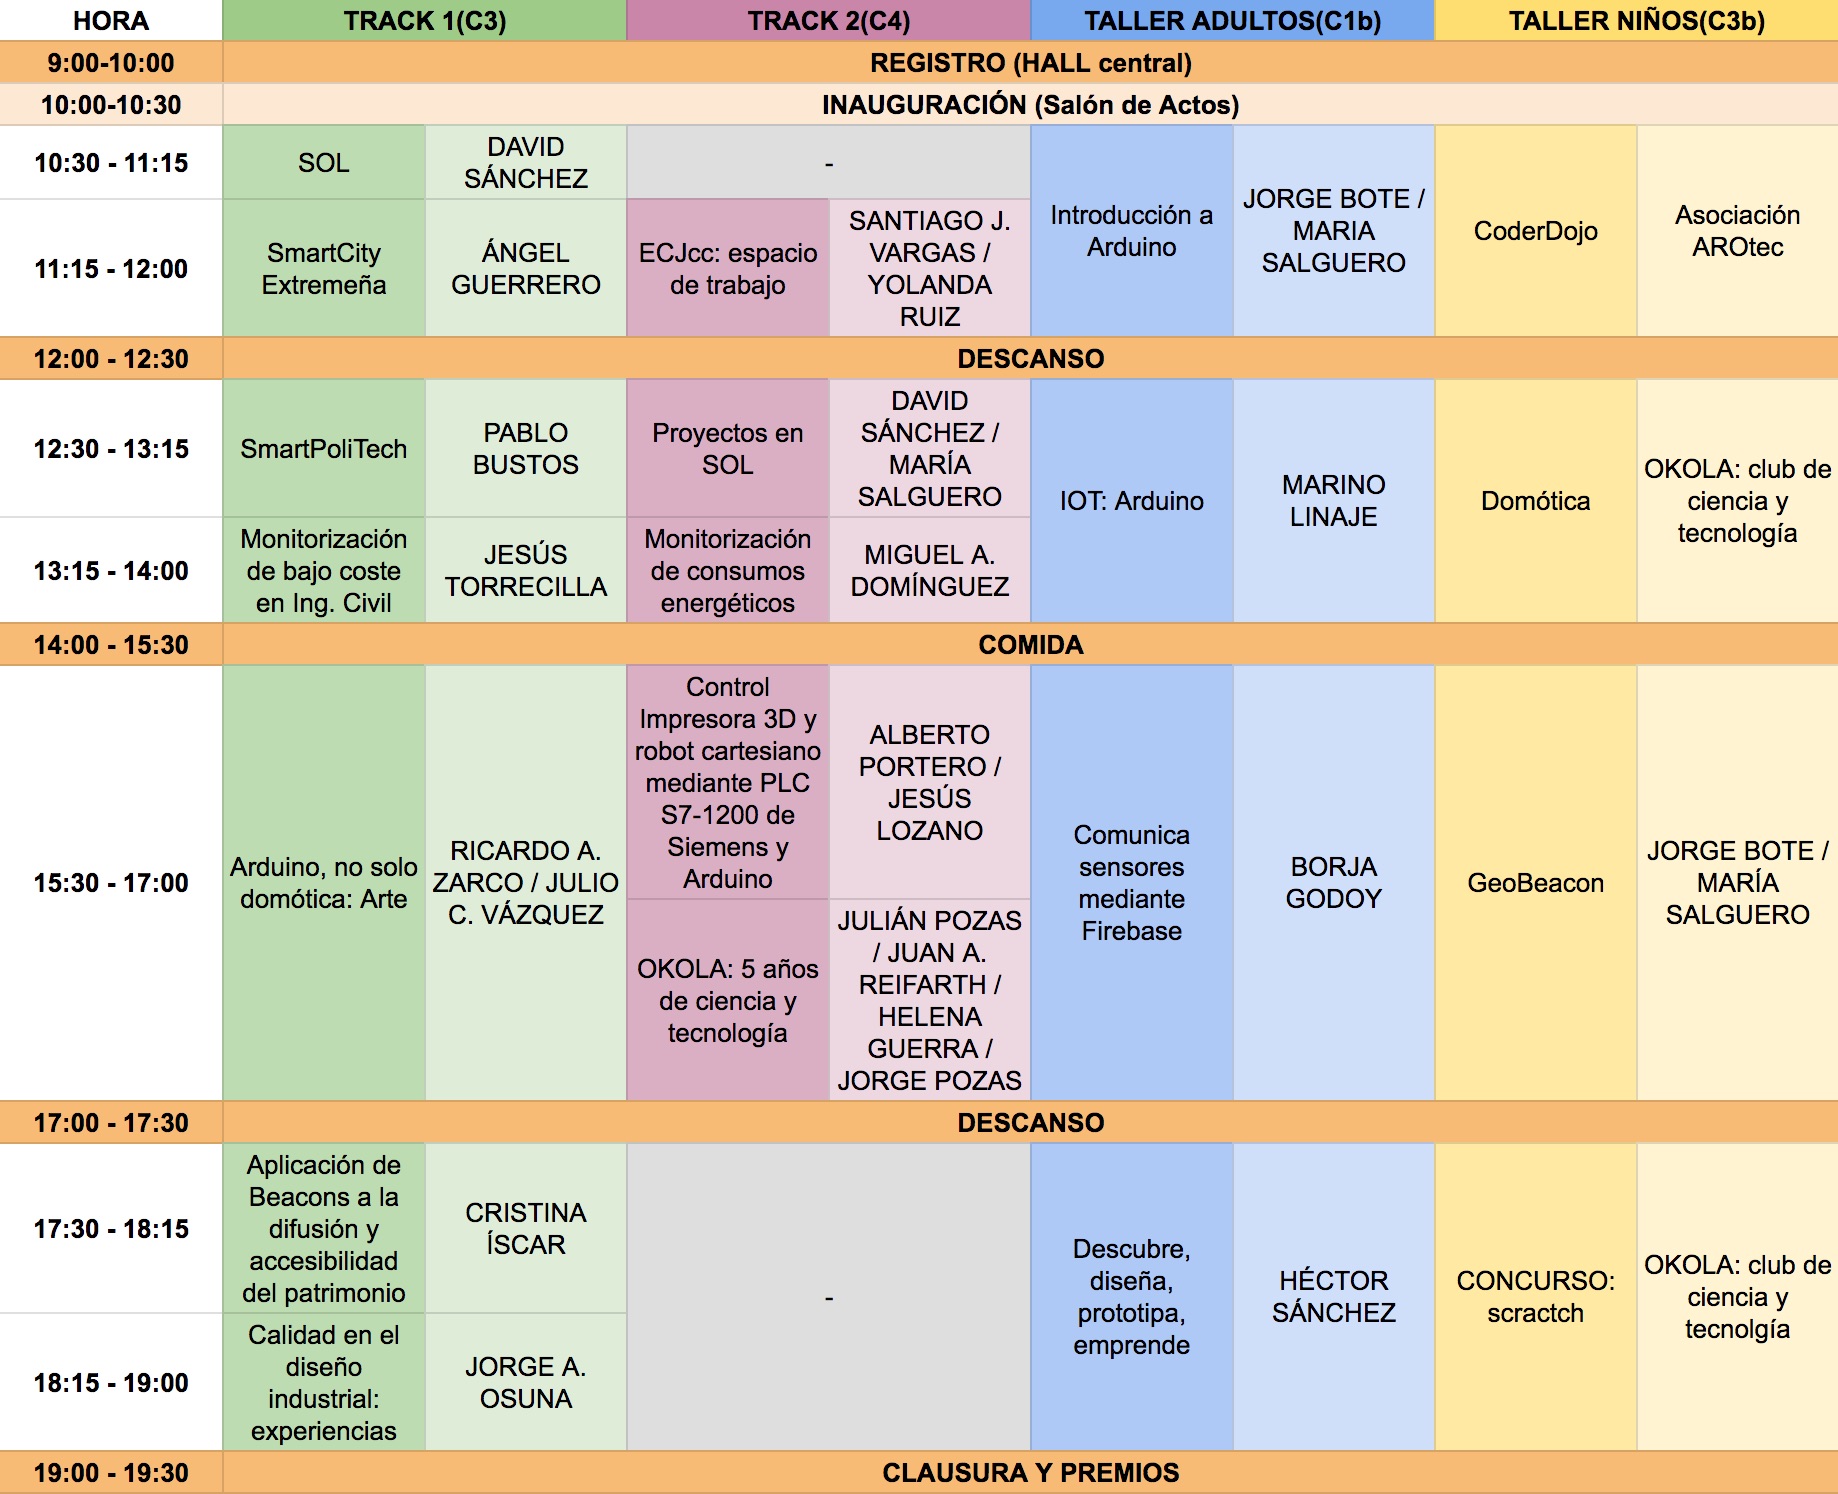 HORA
TRACK 1(C3)
TRACK 2(C4)
TALLER ADULTOS(C1b)
TALLER NIÑOS(C3b)
9:00-10:00
REGISTRO (HALL central)
10:00-10:30
INAUGURACIÓN (Salón de Actos)
10:30 - 11:15
SOL
DAVID
SÁNCHEZ
-
Introducción a
Arduino
JORGE BOTE /
MARIA
SALGUERO
CoderDojo
Asociación
AROtec
11:15 - 12:00
SmartCity
Extremeña
ÁNGEL
GUERRERO
ECJcc: espacio
de trabajo
SANTIAGO J.
VARGAS /
YOLANDA
RUIZ
12:00 - 12:30
DESCANSO
12:30 - 13:15
SmartPoliTech
PABLO
BUSTOS
Proyectos en
SOL
DAVID
SÁNCHEZ /
MARÍA
SALGUERO
IOT: Arduino
MARINO
LINAJE
Domótica
OKOLA: club de
ciencia y
tecnología
13:15 - 14:00
Monitorización
de bajo coste
en Ing. Civil
JESÚS
TORRECILLA
Monitorización
de consumos
energéticos
MIGUEL A.
DOMÍNGUEZ
14:00 - 15:30
COMIDA
15:30 - 17:00
Arduino, no solo
domótica: Arte
RICARDO A.
ZARCO / JULIO
C. VÁZQUEZ
Control
Impresora 3D y
robot cartesiano
mediante PLC
S7-1200 de
Siemens y
Arduino
ALBERTO
PORTERO /
JESÚS
LOZANO
OKOLA: 5 años
de ciencia y
tecnología
JULIÁN POZAS
/ JUAN A.
REIFARTH /
HELENA
GUERRA /
JORGE POZAS
Comunica
sensores
mediante
Firebase
BORJA
GODOY
GeoBeacon
JORGE BOTE /
MARÍA
SALGUERO
17:00 - 17:30
DESCANSO
17:30 - 18:15
Aplicación de
Beacons a la
difusión y
accesibilidad
del patrimonio
CRISTINA
ÍSCAR
-
Descubre,
diseña,
prototipa,
emprende
HÉCTOR
SÁNCHEZ
CONCURSO:
scractch
OKOLA: club de
ciencia y
tecnolgía
18:15 - 19:00
Calidad en el
diseño
industrial:
experiencias
JORGE A.
OSUNA
19:00 - 19:30
CLAUSURA Y PREMIOS